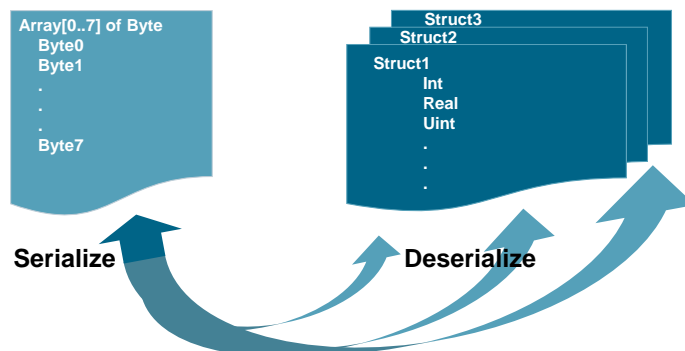 Array[0..7] of Byte
Byte0
Byte1
.
.
.
Byte7
Struct3
Struct2
Struct1
Int
Real
Uint
.
.
.
Serialize
Deserialize